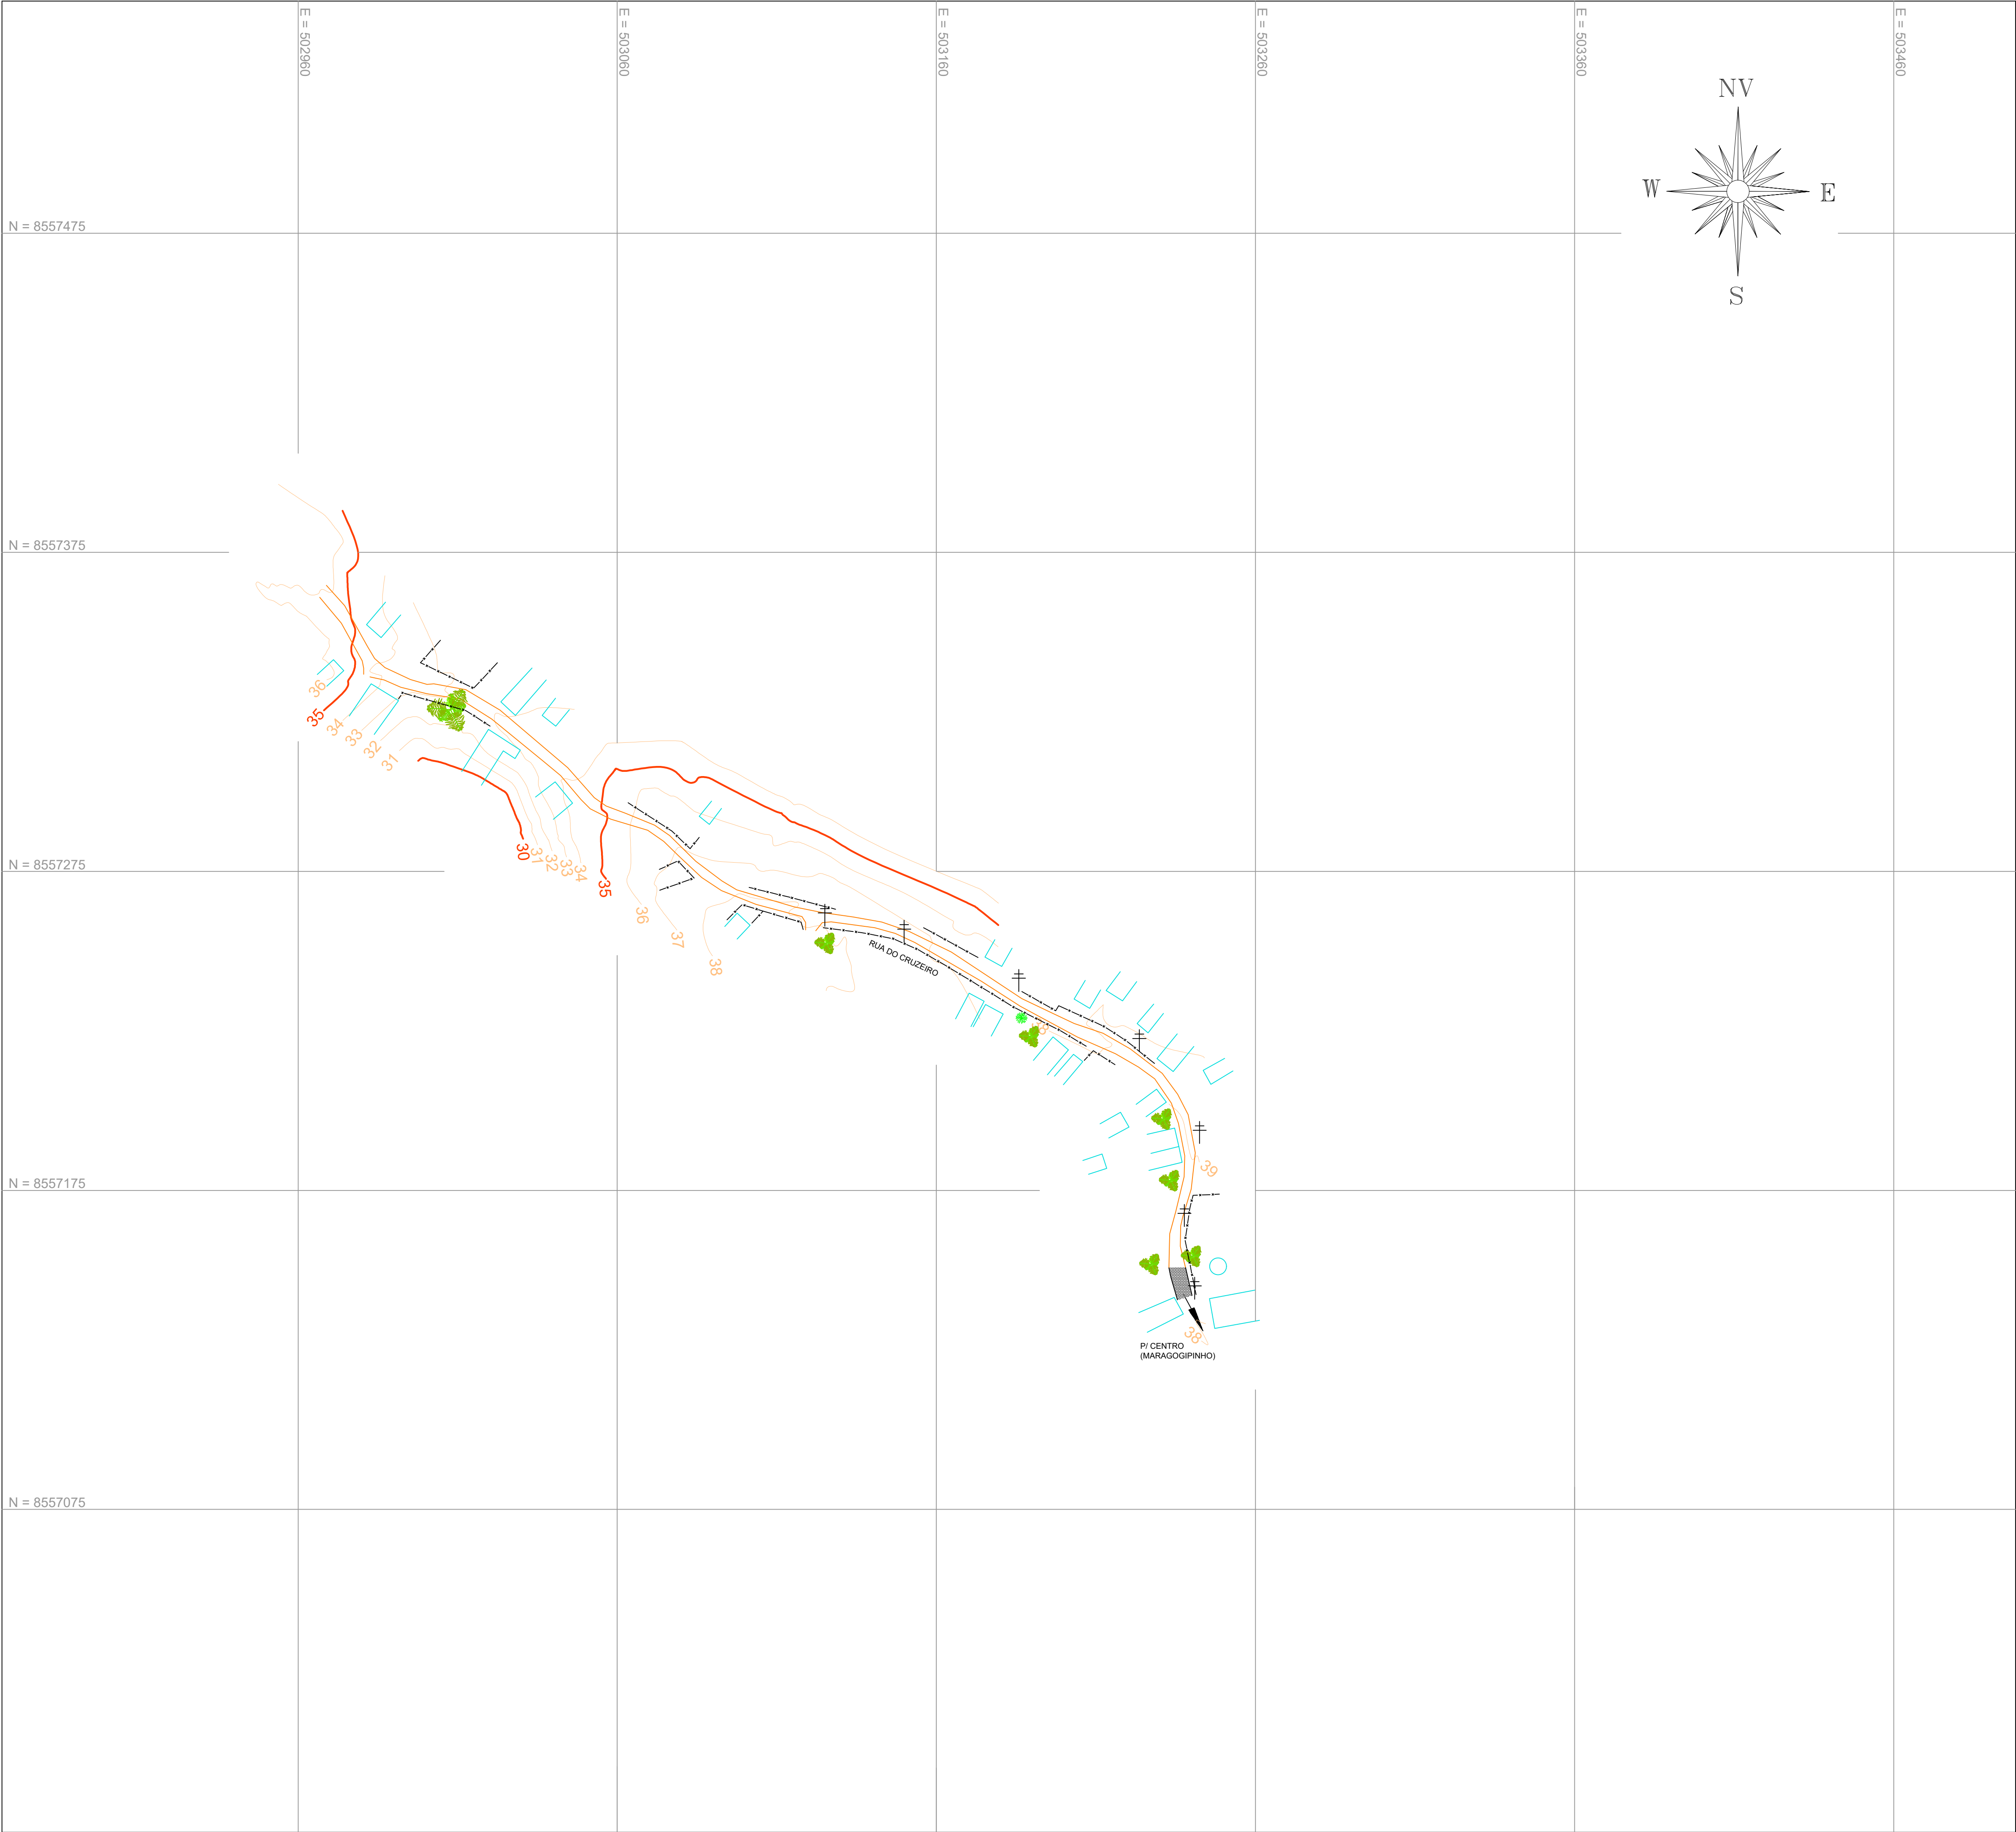 E = 502960
E = 503060
E = 503160
E = 503260
E = 503360
E = 503460
NV
W
E
S
N = 8557475
N = 8557375
N = 8557275
N = 8557175
N = 8557075
36
35
34
33
32
31
30
31
32
33
34
35
36
37
38
RUA DO CRUZEIRO
39
38
P/ CENTRO
(MARAGOGIPINHO)